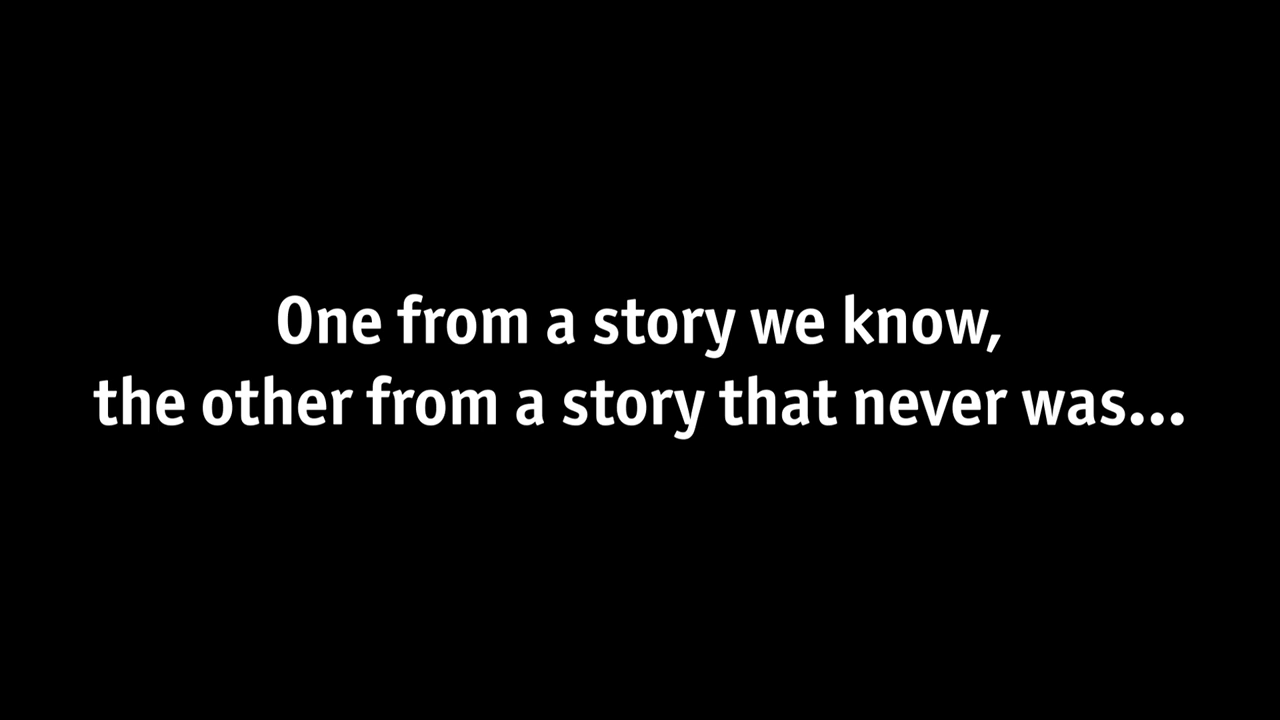 One from a story we know,
the other from a story that never was...